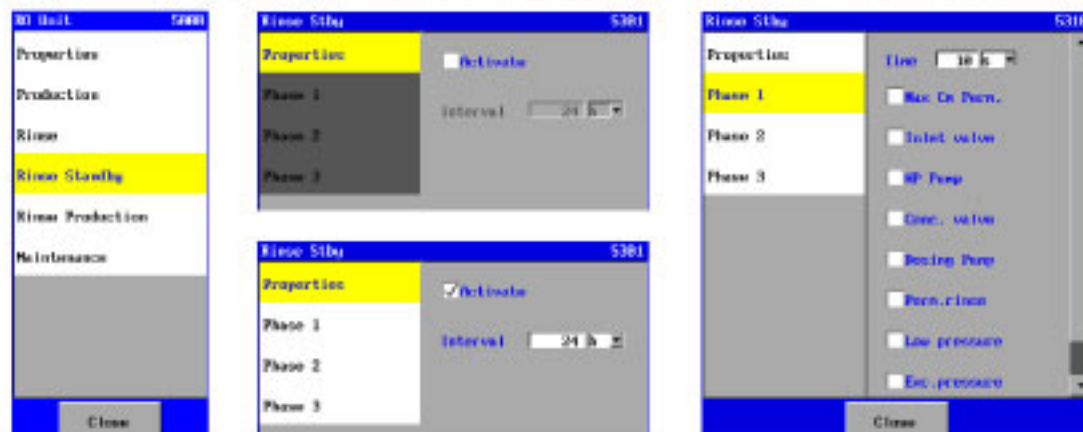 RO Unit 5000
Properties
Production
Rinse
Rinse Standby
Rinse Production
Maintenance
Close
Rinse Stby 5301
Properties
Phase 1
Phase 2
Phase 3
Activate
Interval 24 h
Rinse Stby 5301
Properties
Phase 1
Phase 2
Phase 3
Activate
Interval 24 h
Rinse Stby 5310
Properties
Phase 1
Phase 2
Phase 3
Time 10 s
Max Cn Perm.
Inlet valve
HP Pump
Conc. valve
Dosing Pump
Perm.rinse
Low pressure
Exc.pressure
Close